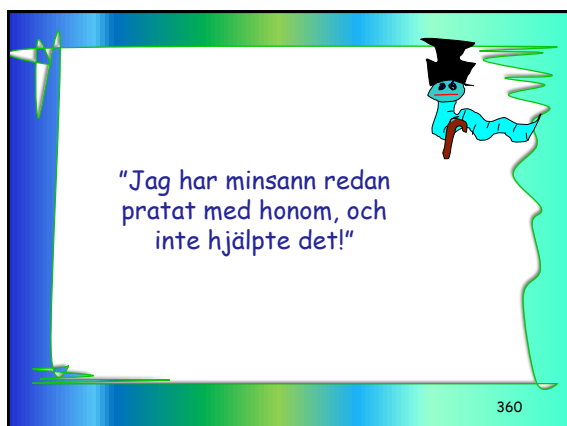 ”Jag har minsann redan
pratat med honom, och
inte hjälpte det!”
360